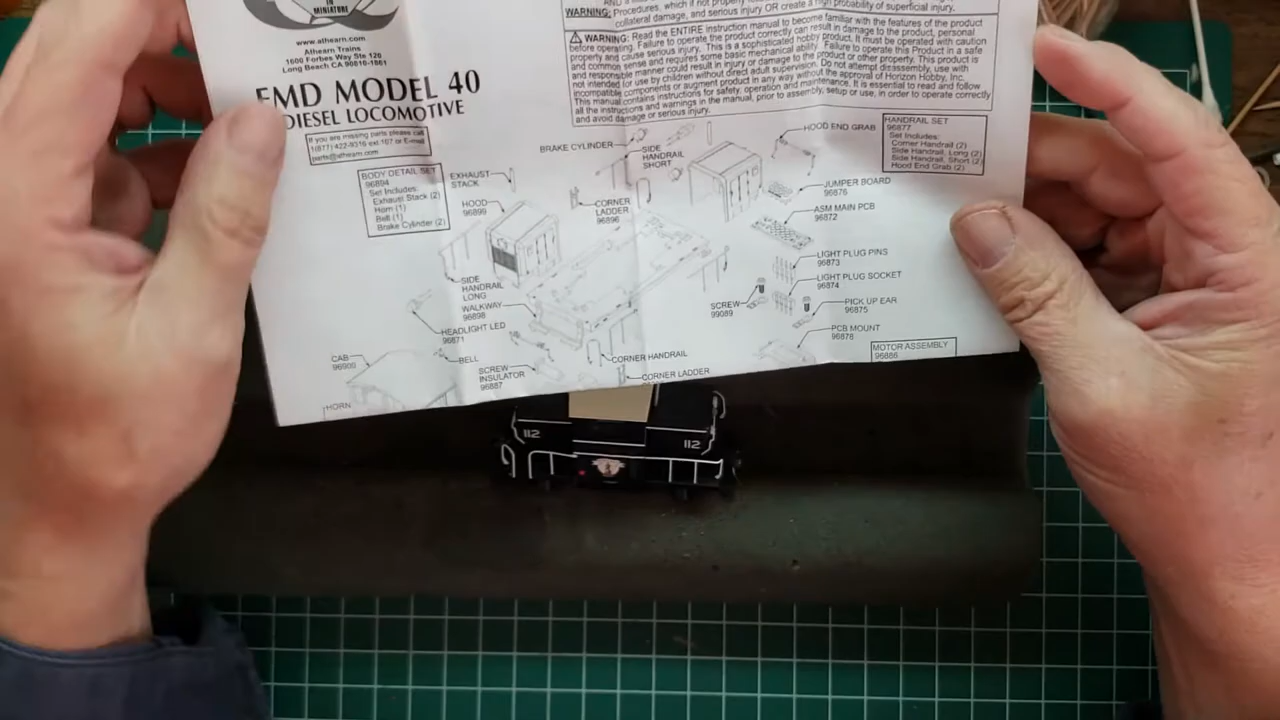 IN
MINIATURE
www.athearn.com
Athearn Trains
1600 Forbes Way Ste 120
Long Beach CA 90810-1861
EMD MODEL 40
DIESEL LOCOMOTIVE
If you are missing parts please call
1(877) 422-9316 ext 107 or E-mail
parts@athearn.com
WARNING: Procedures, which if not properly
collateral damage, and serious injury OR create a high probability of superficial injury.
WARNING: Read the ENTIRE instruction manual to become familiar with the features of the product
before operating. Failure to operate the product correctly can result in damage to the product, personal
property and cause serious injury. This is a sophisticated hobby product. It must be operated with caution
and common sense and requires some basic mechanical ability. Failure to operate this Product in a safe
and responsible manner could result in injury or damage to the product or other property. This product is
not intended for use by children without direct adult supervision. Do not attempt disassembly, use with
incompatible components or augment product in any way without the approval of Horizon Hobby, Inc.
This manual contains instructions for safety, operation and maintenance. It is essential to read and follow
all the instructions and warnings in the manual, prior to assembly, setup or use, in order to operate correctly
and avoid damage or serious injury.
BODY DETAIL SET
96894
Set Includes:
Exhaust Stack (2)
Horn (1)
Bell (1)
Brake Cylinder (2)
HANDRAIL SET
96877
Set Includes:
Corner Handrail (2)
Side Handrail, Long (2)
Side Handrail, Short (2)
Hood End Grab (2)
BRAKE CYLINDER
SIDE
HANDRAIL
SHORT
HOOD END GRAB
EXHAUST
STACK
HOOD
96899
CORNER
LADDER
96896
JUMPER BOARD
96876
ASM MAIN PCB
96872
LIGHT PLUG PINS
96873
LIGHT PLUG SOCKET
96874
SIDE
HANDRAIL
LONG
WALKWAY
96898
SCREW
99089
PICK UP EAR
96875
HEADLIGHT LED
96871
PCB MOUNT
96878
MOTOR ASSEMBLY
96886
CAB
96900
BELL
SCREW
INSULATOR
96887
CORNER HANDRAIL
CORNER LADDER
HORN
112
112